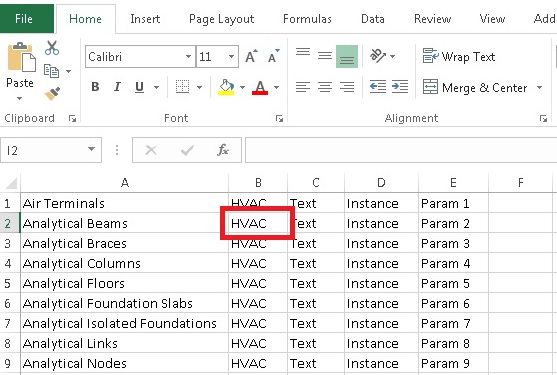 File Home Insert Page Layout Formulas Data Review View Add
Cut
Calibri 11 A A Wrap Text
Paste B I U A Merge & Center
Clipboard Font Alignment
I2 fx
A B C D E F
1 Air Terminals HVAC Text Instance Param 1
2 Analytical Beams HVAC Text Instance Param 2
3 Analytical Braces HVAC Text Instance Param 3
4 Analytical Columns HVAC Text Instance Param 4
5 Analytical Floors HVAC Text Instance Param 5
6 Analytical Foundation Slabs HVAC Text Instance Param 6
7 Analytical Isolated Foundations HVAC Text Instance Param 7
8 Analytical Links HVAC Text Instance Param 8
9 Analytical Nodes HVAC Text Instance Param 9